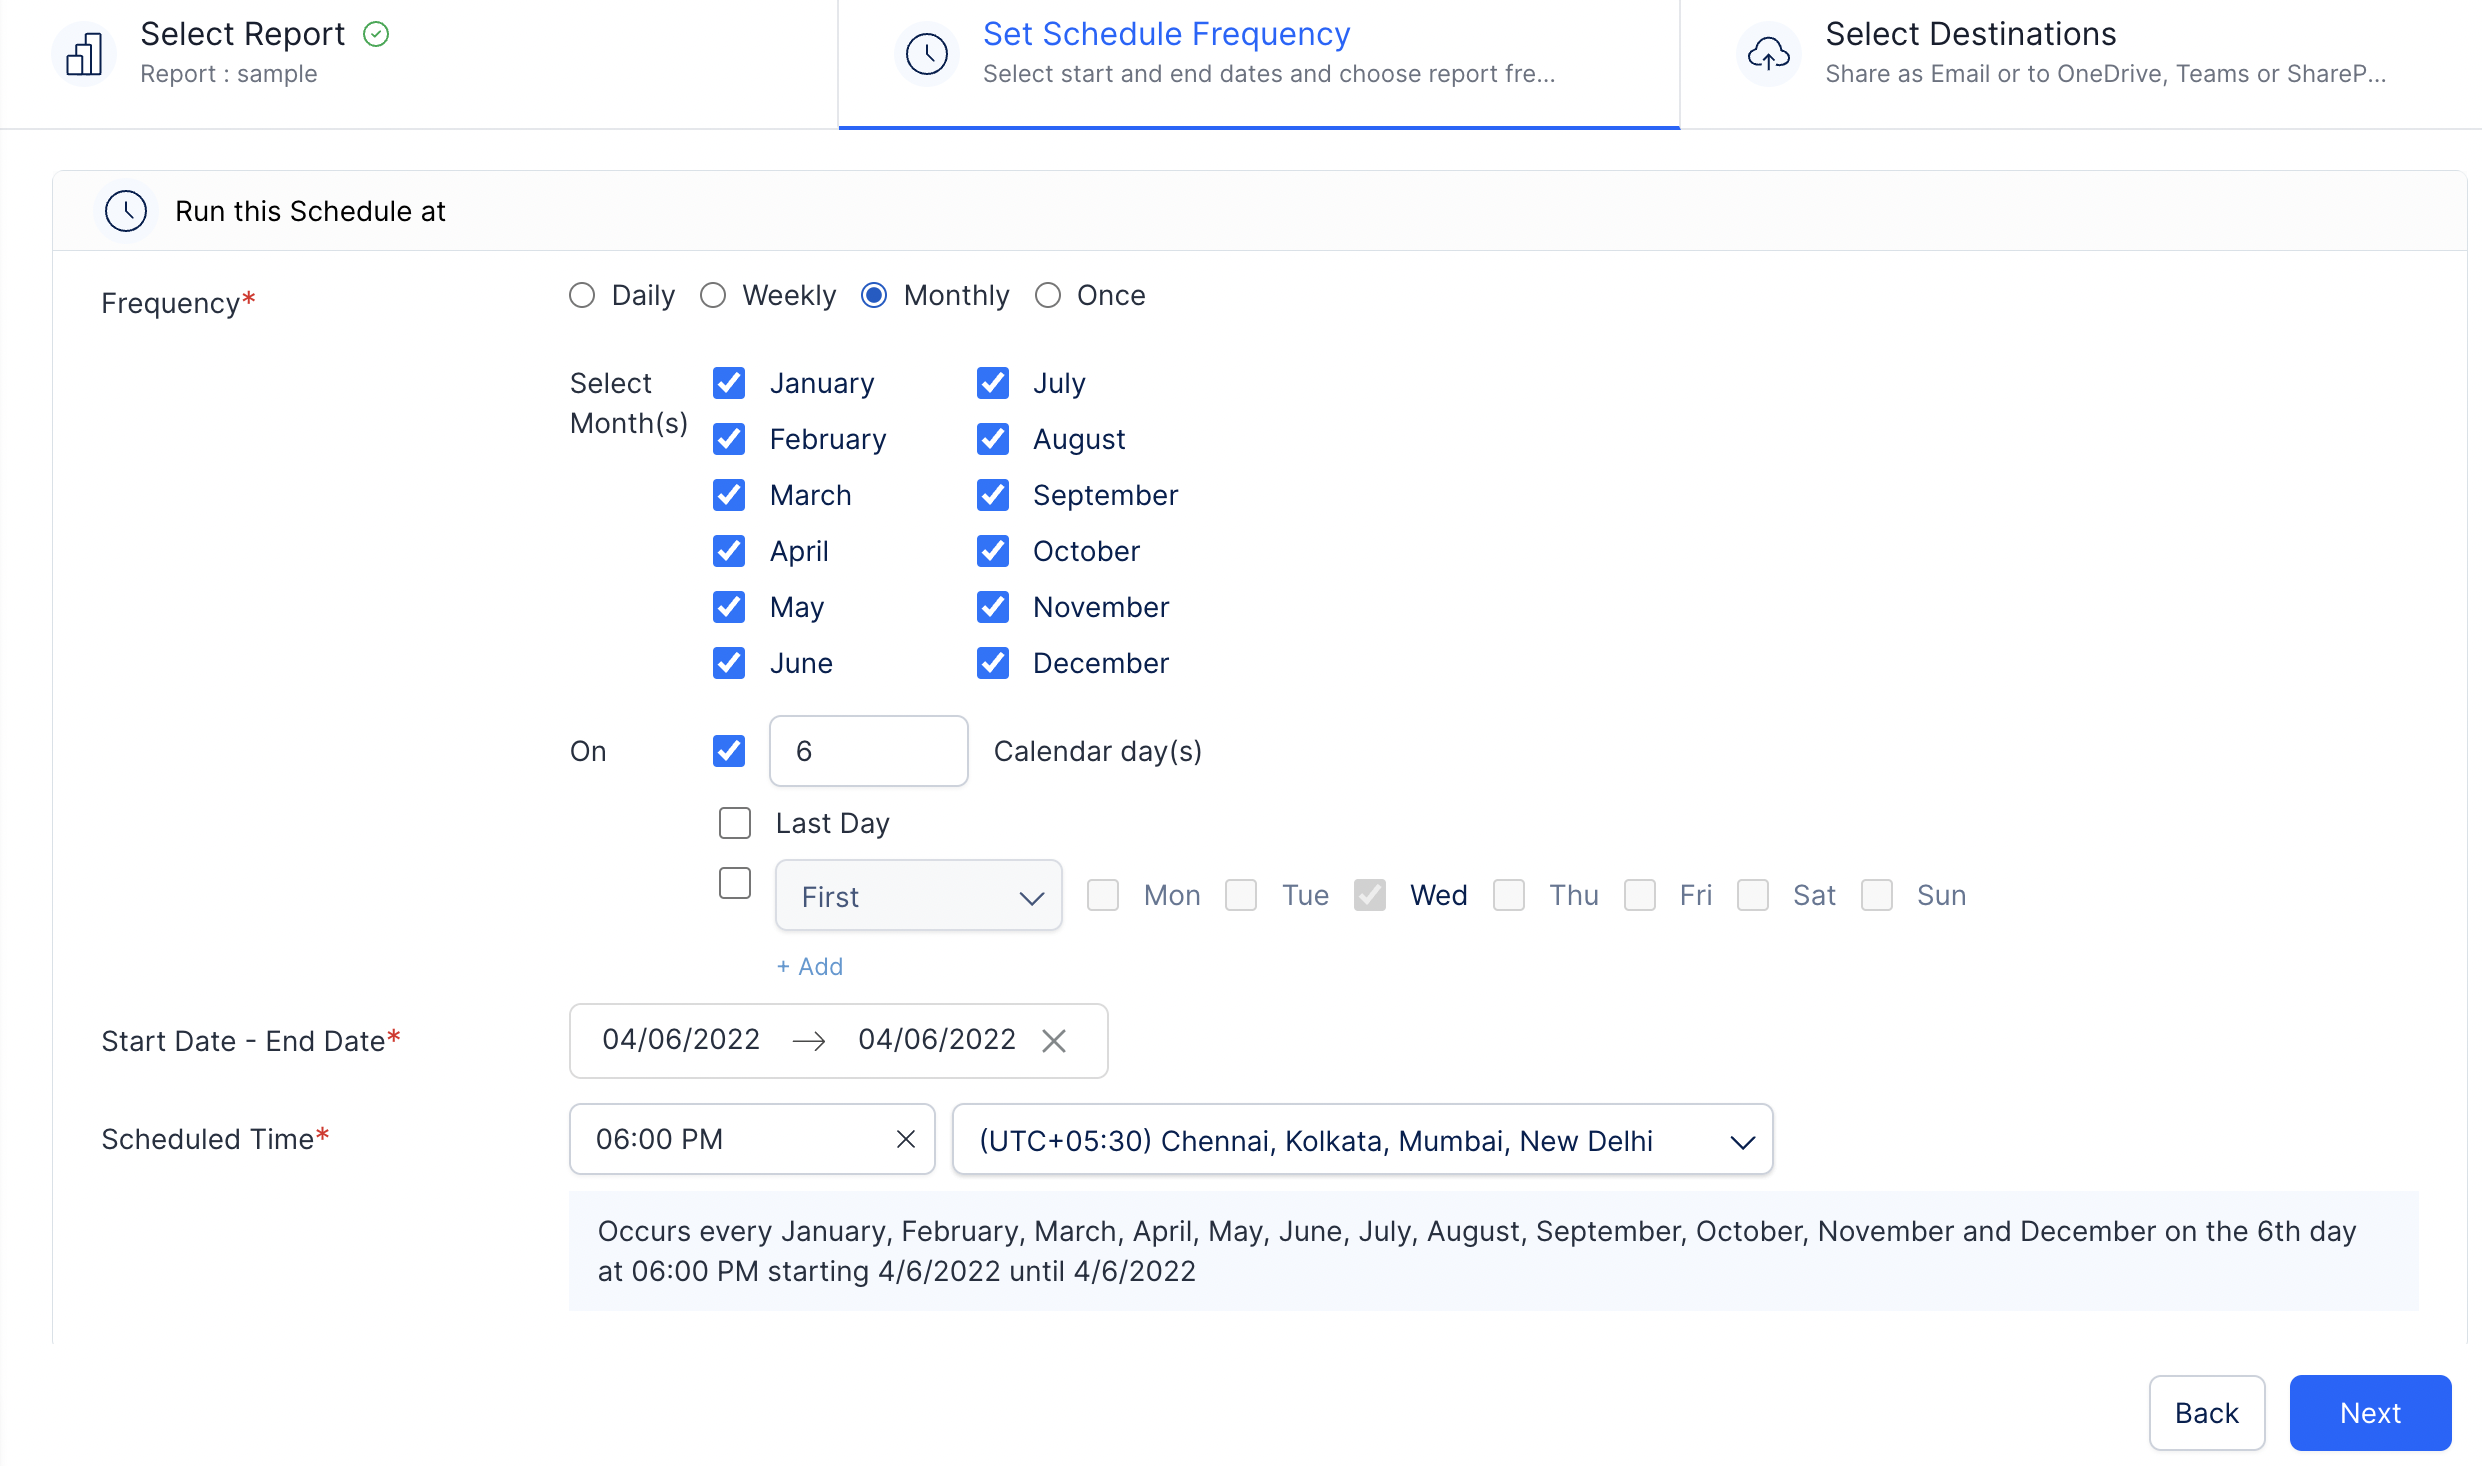 Select Report
Report : sample
Set Schedule Frequency
Select start and end dates and choose report fre...
Select Destinations
Share as Email or to OneDrive, Teams or ShareP...
Run this Schedule at
Frequency*
Daily Weekly Monthly Once
Select Month(s)
January July
February August
March September
April October
May November
June December
On 6 Calendar day(s)
Last Day
First Mon Tue Wed Thu Fri Sat Sun
+ Add
Start Date - End Date* 04/06/2022 → 04/06/2022
Scheduled Time* 06:00 PM (UTC+05:30) Chennai, Kolkata, Mumbai, New Delhi
Occurs every January, February, March, April, May, June, July, August, September, October, November and December on the 6th day
at 06:00 PM starting 4/6/2022 until 4/6/2022
Back Next